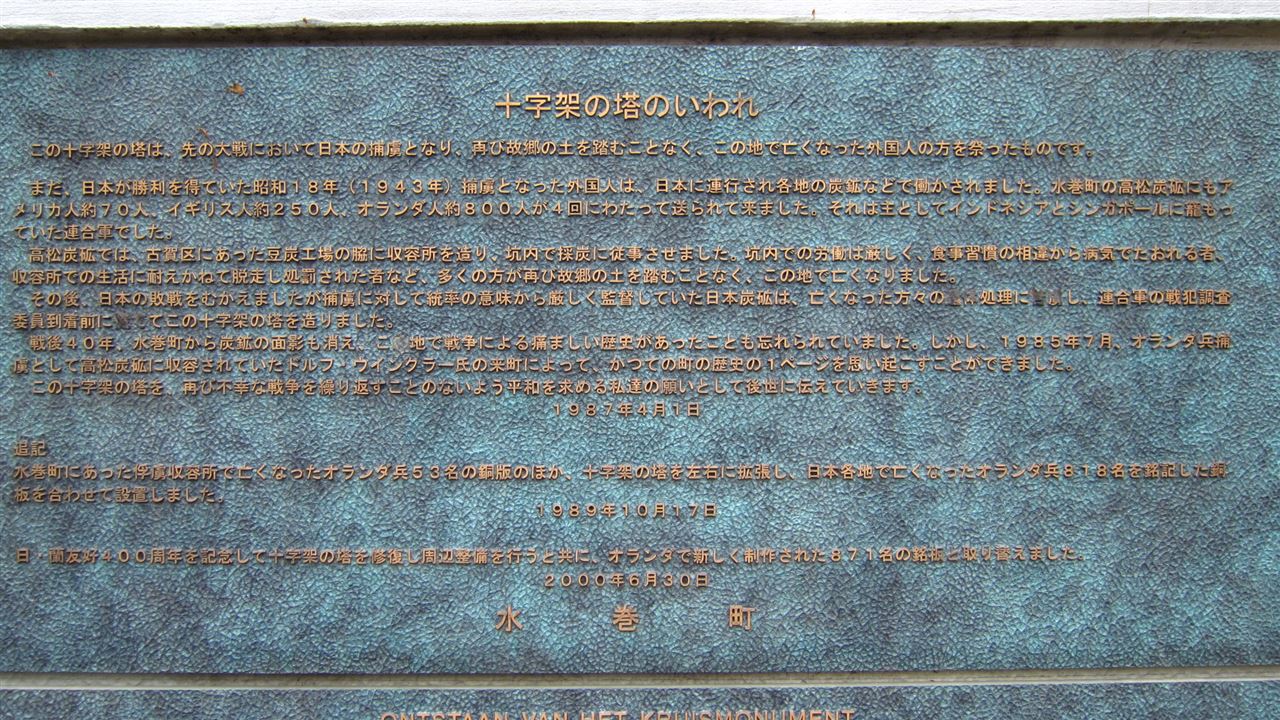 十字架の塔のいわれ
この十字架の塔は、先の大戦において日本の捕虜となり、再び故郷の土を踏むことなく、この地で亡くなった外国人の方を祭ったものです。
まだ、日本が勝利を得ていた昭和18年(1943年)捕虜となった外国人は、日本に連行され各地の炭鉱などで働かされました。水巻町の高松炭砿にもア
メリカ人約70人、イギリス人約250人、オランダ人約800人が4回にわたって送られて来ました。それは主としてインドネシアとシンガポールに籠もっ
ていた連合軍でした。
高松炭砿では、古賀区にあった豆炭工場の脇に収容所を造り、坑内で採炭に従事させました。坑内での労働は厳しく、食事習慣の相違から病気でたおれる者、
収容所での生活に耐えかねて脱走し処罰された者など、多くの方が再び故郷の土を踏むことなく、この地で亡くなりました。
その後、日本の敗戦をむかえましたが捕虜に対して統率の意味から厳しく監督していた日本炭砿は、亡くなった方々の 処理に し、連合軍の戦犯調査
委員到着前に てこの十字架の塔を造りました。
戦後40年、水巻町から炭鉱の面影も消え、こ 地で戦争による痛ましい歴史があったことも忘れられていました。しかし、1985年7月、オランダ兵捕
虜として高松炭砿に収容されていたドルフ・ウインクラー氏の来町によって、かつての町の歴史の1ページを思い起こすことができました。
この十字架の塔を、再び不幸な戦争を繰り返すことのないよう平和を求める私達の願いとして後世に伝えていきます。
1987年4月1日
追記
水巻町にあった俘虜収容所で亡くなったオランダ兵53名の銅版のほか、十字架の塔を左右に拡張し、日本各地で亡くなったオランダ兵818名を銘記した銅
板を合わせて設置しました。
1989年10月17日
日・蘭友好400周年を記念して十字架の塔を修復し周辺整備を行うと共に、オランダで新しく制作された871名の銘板と取り替えました。
2000年6月30日
水巻町
ONTSTAAN VAN HET KRUISMONUMENT